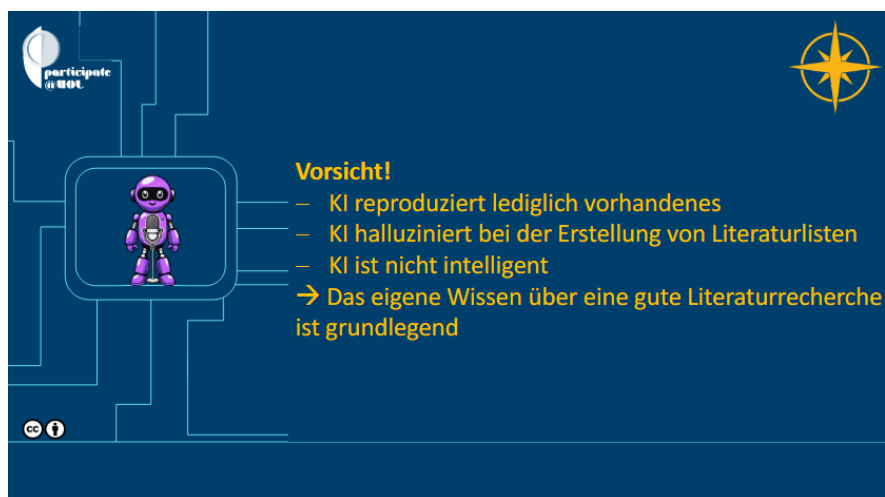 participate
@UOL
Vorsicht!
– KI reproduziert lediglich vorhandenes
– KI halluziniert bei der Erstellung von Literaturlisten
– KI ist nicht intelligent
→ Das eigene Wissen über eine gute Literaturrecherche
ist grundlegend
cc